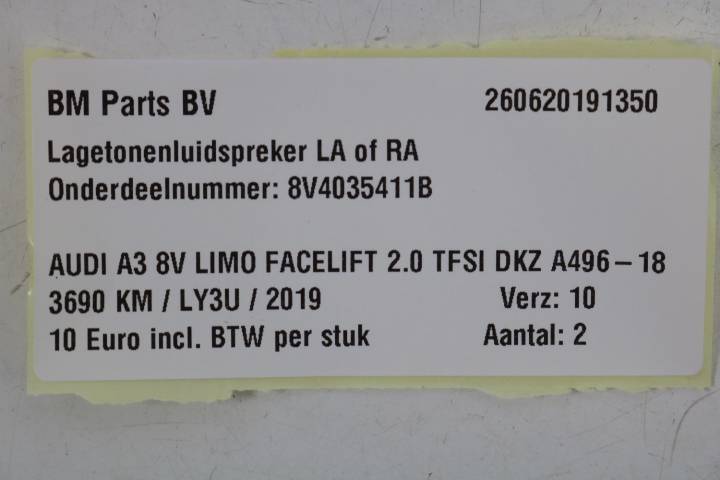 BM Parts BV 260620191350
Lagetonenluidspreker LA of RA
Onderdeelnummer: 8V4035411B
AUDI A3 8V LIMO FACELIFT 2.0 TFSI DKZ A496-18
3690 KM / LY3U / 2019 Verz: 10
10 Euro incl. BTW per stuk Aantal: 2